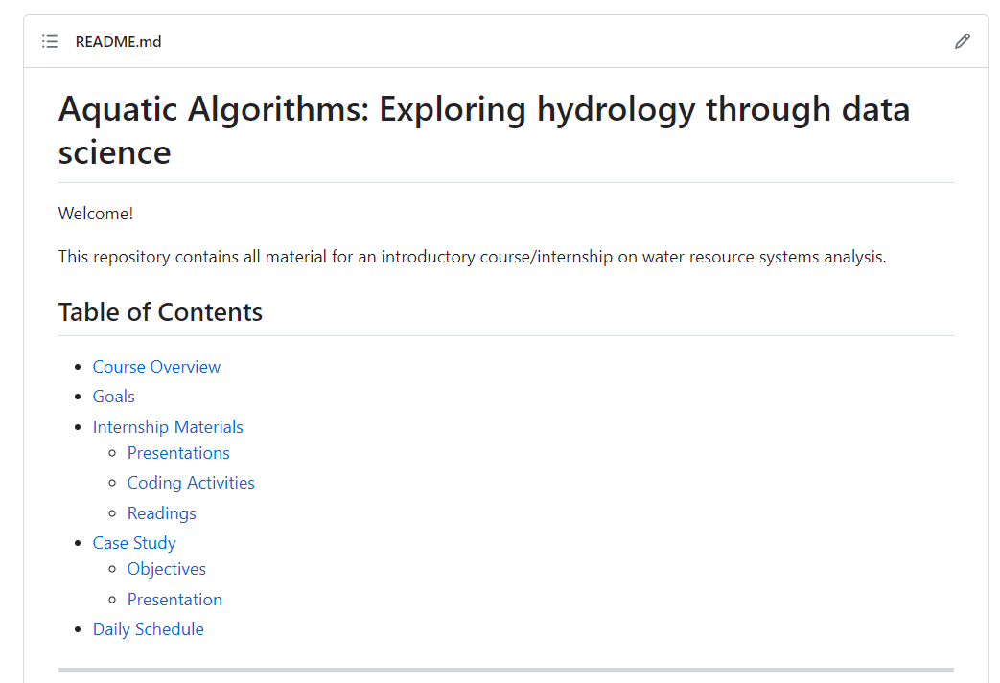 README.md
Aquatic Algorithms: Exploring hydrology through data
science
Welcome!
This repository contains all material for an introductory course/internship on water resource systems analysis.
Table of Contents
Course Overview
Goals
Internship Materials
Presentations
Coding Activities
Readings
Case Study
Objectives
Presentation
Daily Schedule